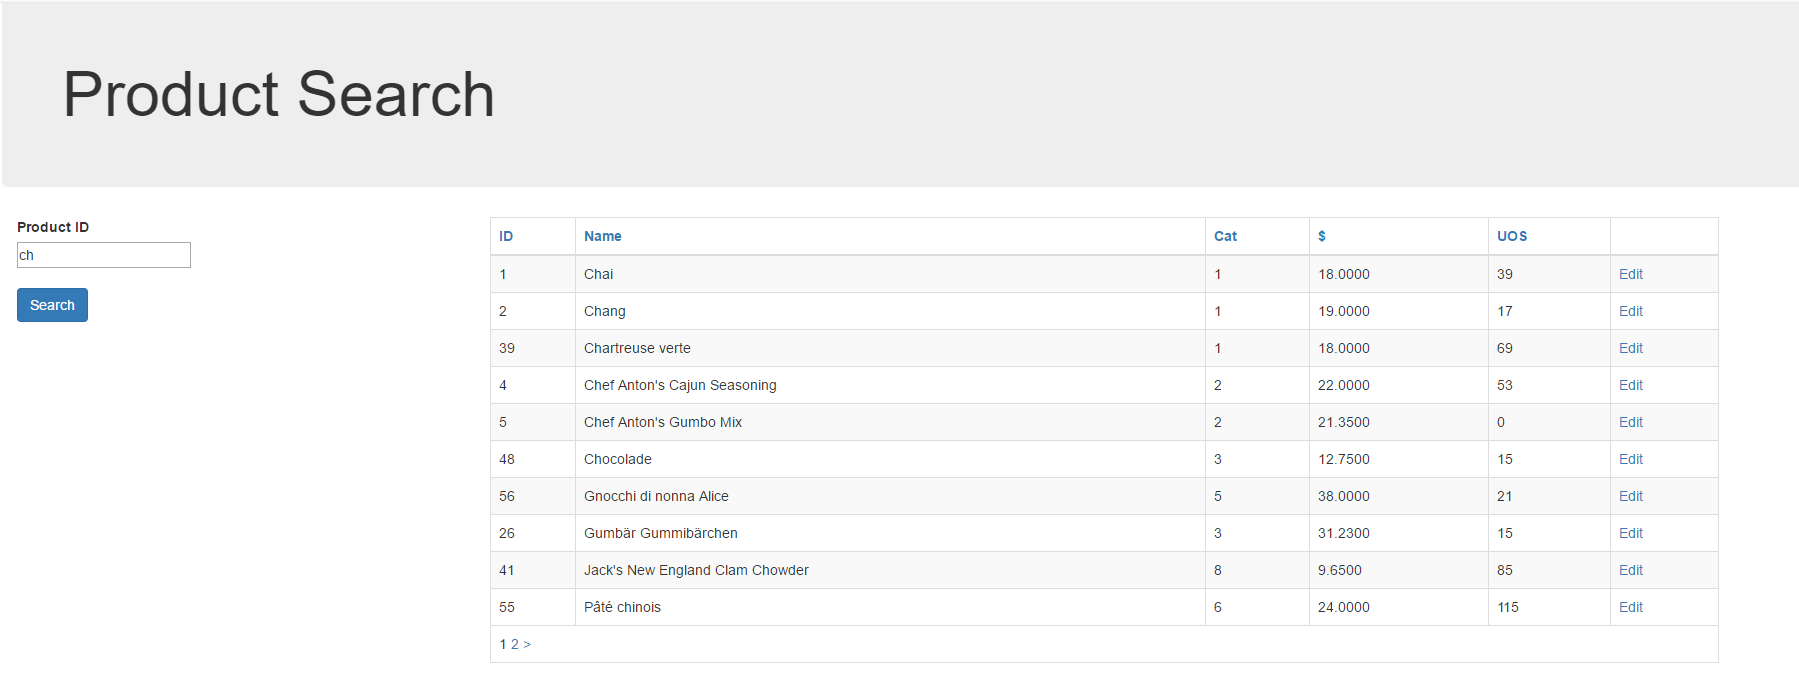 Product Search
Product ID
ch
Search
ID Name Cat $ UOS
1 Chai 1 18.0000 39 Edit
2 Chang 1 19.0000 17 Edit
39 Chartreuse verte 1 18.0000 69 Edit
4 Chef Anton's Cajun Seasoning 2 22.0000 53 Edit
5 Chef Anton's Gumbo Mix 2 21.3500 0 Edit
48 Chocolade 3 12.7500 15 Edit
56 Gnocchi di nonna Alice 5 38.0000 21 Edit
26 Gumbär Gummibärchen 3 31.2300 15 Edit
41 Jack's New England Clam Chowder 8 9.6500 85 Edit
55 Pâté chinois 6 24.0000 115 Edit
1 2 >